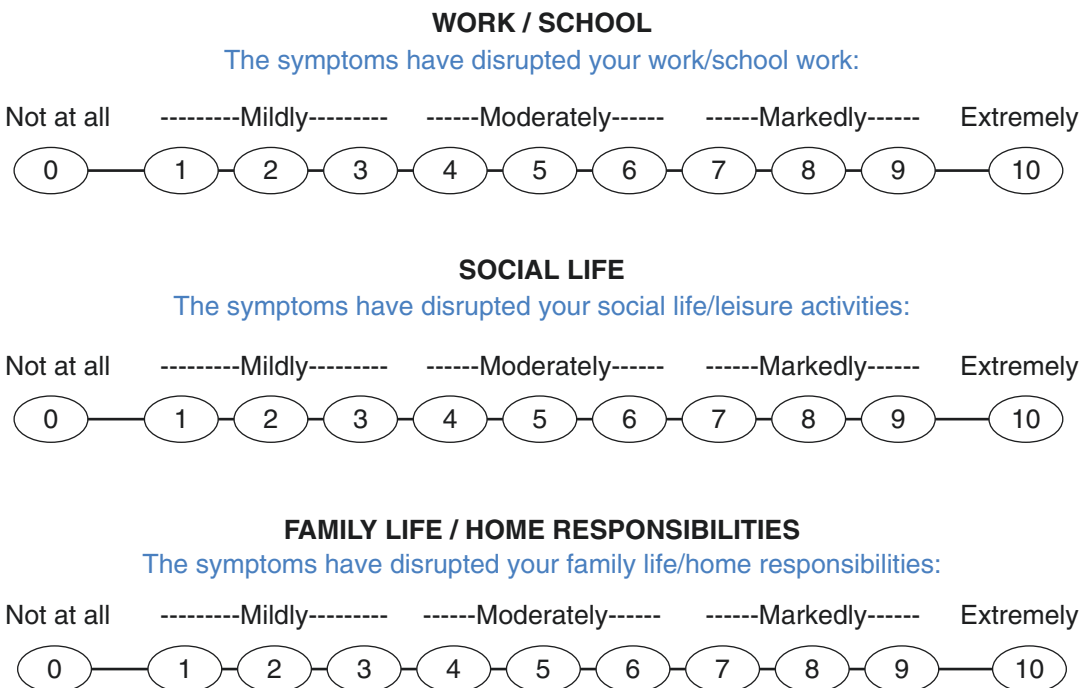 WORK / SCHOOL
The symptoms have disrupted your work/school work:
Not at all ---------Mildly--------- ------Moderately------ ------Markedly------ Extremely
0 1 2 3 4 5 6 7 8 9 10
SOCIAL LIFE
The symptoms have disrupted your social life/leisure activities:
Not at all ---------Mildly--------- ------Moderately------ ------Markedly------ Extremely
0 1 2 3 4 5 6 7 8 9 10
FAMILY LIFE / HOME RESPONSIBILITIES
The symptoms have disrupted your family life/home responsibilities:
Not at all ---------Mildly--------- ------Moderately------ ------Markedly------ Extremely
0 1 2 3 4 5 6 7 8 9 10